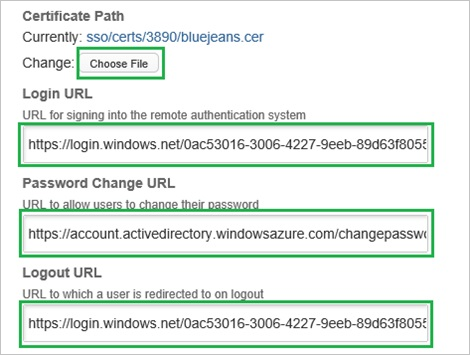 Certificate Path
Currently: sso/certs/3890/bluejeans.cer
Change: Choose File
Login URL
URL for signing into the remote authentication system
https://login.windows.net/0ac53016-3006-4227-9eeb-89d63f8055
Password Change URL
URL to allow users to change their password
https://account.activedirectory.windowsazure.com/changepasswo
Logout URL
URL to which a user is redirected to on logout
https://login.windows.net/0ac53016-3006-4227-9eeb-89d63f8055